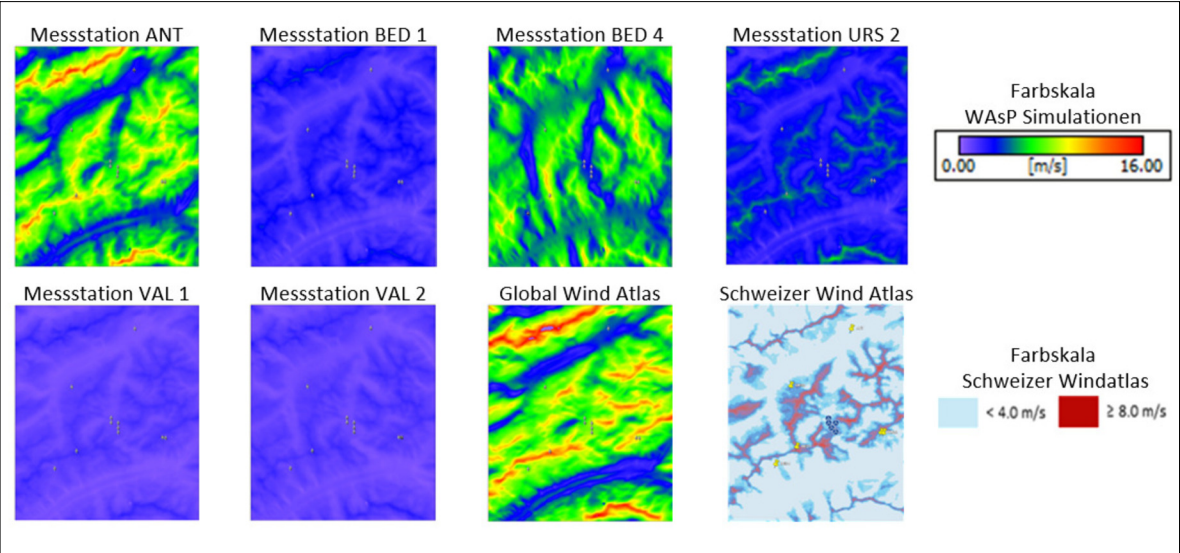 Messstation ANT
Messstation BED 1
Messstation BED 4
Messstation URS 2
Farbskala
WAsP Simulationen
0.00 [m/s] 16.00
Messstation VAL 1
Messstation VAL 2
Global Wind Atlas
Schweizer Wind Atlas
Farbskala
Schweizer Windatlas
< 4.0 m/s
≥ 8.0 m/s